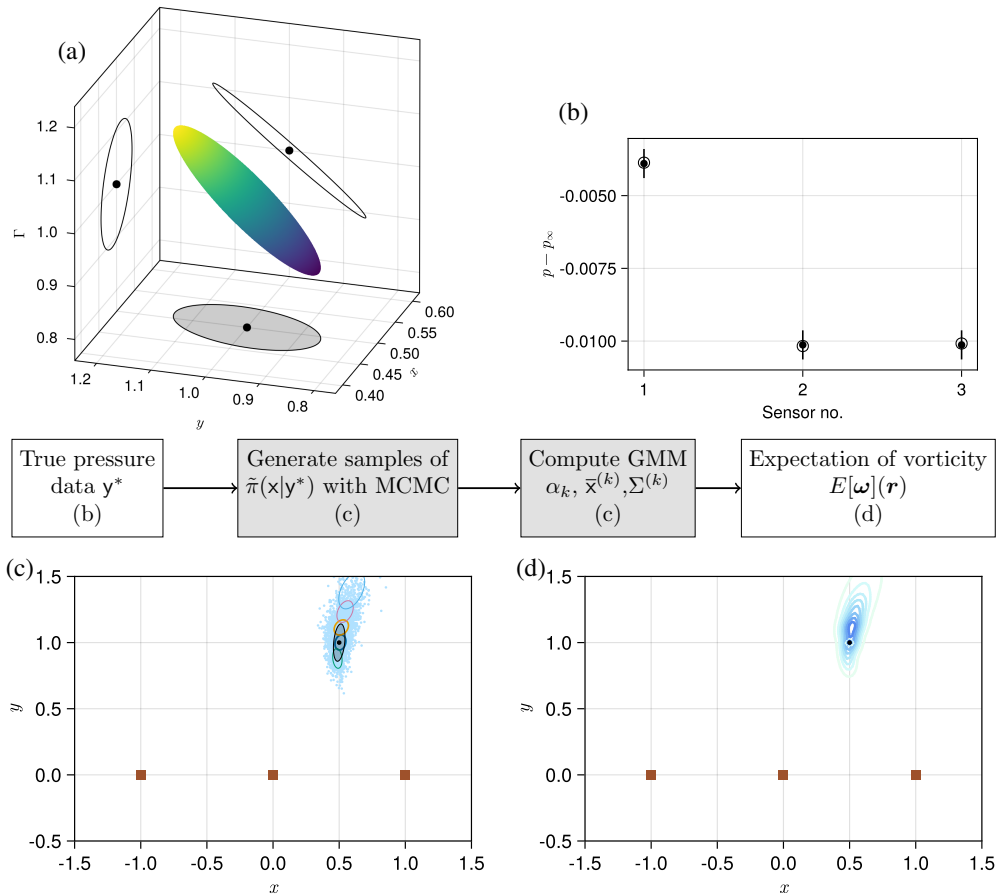 (a)
1.2
1.1
1.0
0.9
0.8
Γ
1.2
1.1
1.0
0.9
0.8
y
0.40
0.45
0.50
0.55
0.60
x
(b)
-0.0050
-0.0075
-0.0100
p − p∞
1
2
3
Sensor no.
True pressure
data y*
(b)
Generate samples of
π̃(x|y*) with MCMC
(c)
Compute GMM
αₖ, x̄⁽ᵏ⁾,Σ⁽ᵏ⁾
(c)
Expectation of vorticity
E[ω](r)
(d)
(c)
1.5
1.0
0.5
0.0
-0.5
y
-1.5
-1.0
-0.5
0.0
0.5
1.0
1.5
x
(d)
1.5
1.0
0.5
0.0
-0.5
y
-1.5
-1.0
-0.5
0.0
0.5
1.0
1.5
x